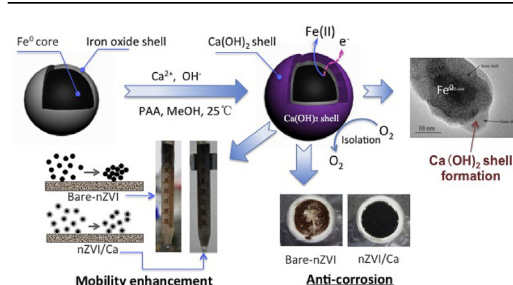 Fe⁰ core
Iron oxide shell
Ca²⁺, OH⁻
PAA, MeOH, 25℃
Ca(OH)₂ shell
Fe(II)
e⁻
Ca(OH)₂ shell
Isolation
O₂
O₂
Fe⁰
10 nm
Ca(OH)₂ shell
formation
Bare-nZVI
nZVI/Ca
Mobility enhancement
Bare-nZVI
nZVI/Ca
Anti-corrosion